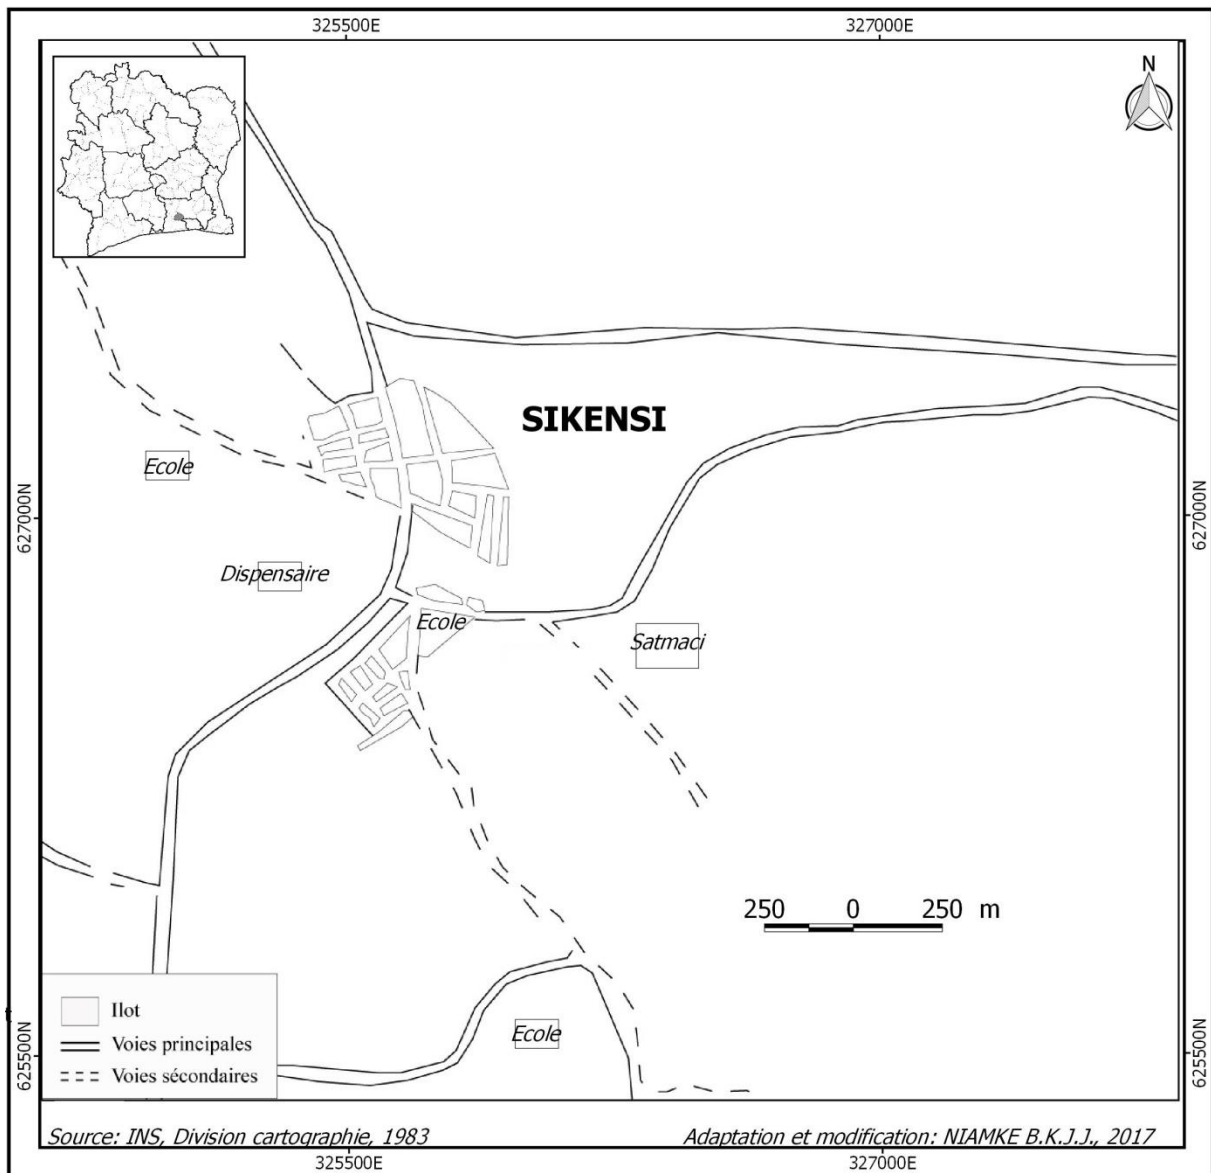 325500E 327000E
N
SIKENSI
Ecole
627000N 627000N
Dispensaire
Ecole
Satmaci
250 0 250 m
Ilot
Ecole
Voies principales
625500N 625500N
Voies sécondaires
Source: INS, Division cartographie, 1983 Adaptation et modification: NIAMKE B.K.J.J., 2017
325500E 327000E